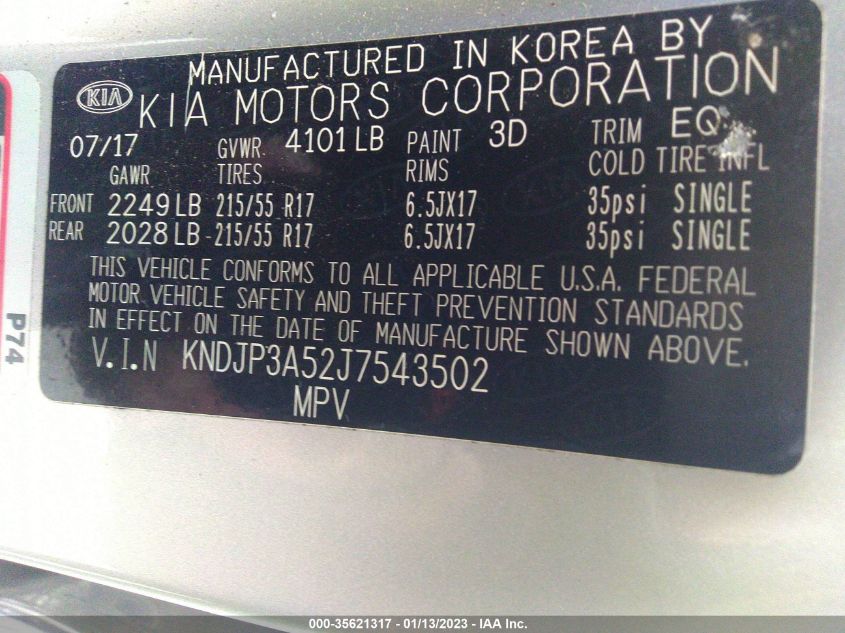 MANUFACTURED IN KOREA BY
KIA KIA MOTORS CORPORATION
07/17 GVWR 4101 LB PAINT 3D TRIM EQ
GAWR TIRES RIMS COLD TIRE INFL
FRONT 2249 LB 215/55 R17 6.5JX17 35psi SINGLE
REAR 2028 LB-215/55 R17 6.5JX17 35psi SINGLE
THIS VEHICLE CONFORMS TO ALL APPLICABLE U.S.A. FEDERAL
MOTOR VEHICLE SAFETY AND THEFT PREVENTION STANDARDS
IN EFFECT ON THE DATE OF MANUFACTURE SHOWN ABOVE.
V.I.N KNDJP3A52J7543502
MPV
P74
000-35621317 - 01/13/2023 - IAA Inc.